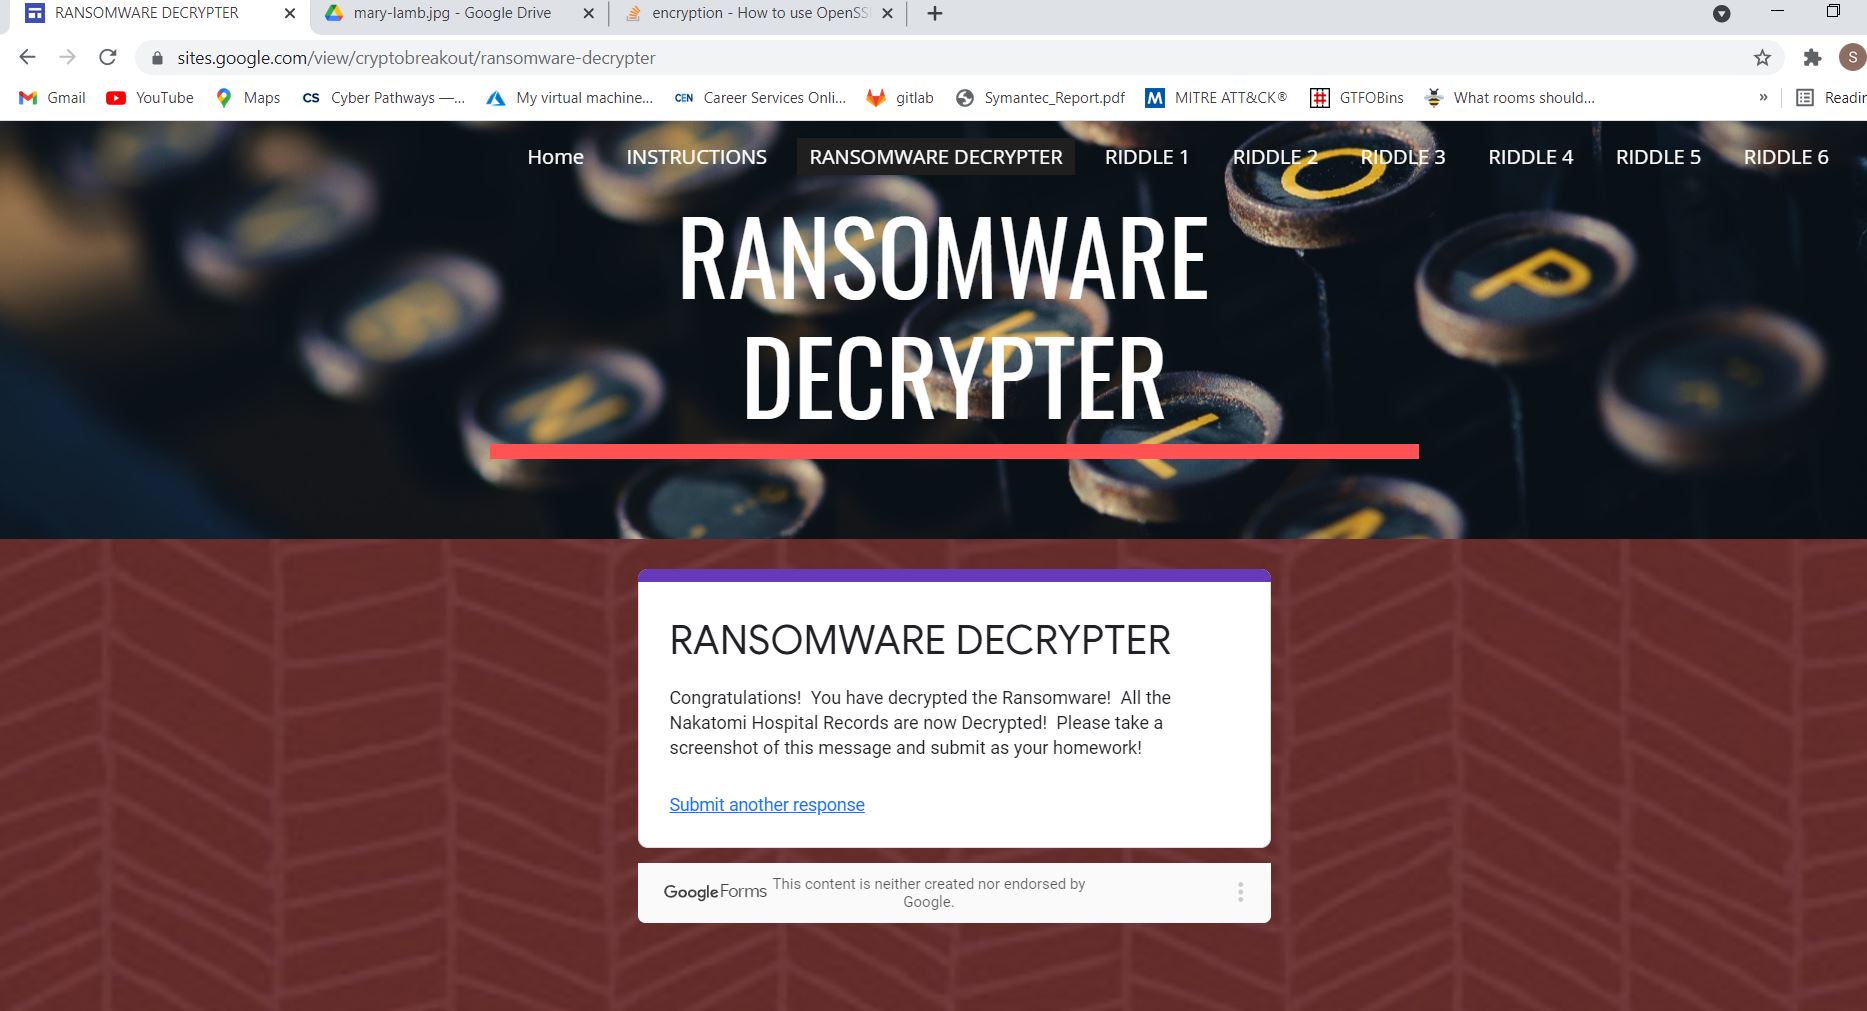 RANSOMWARE DECRYPTER
mary-lamb.jpg - Google Drive
encryption - How to use OpenSS
sites.google.com/view/cryptobreakout/ransomware-decrypter
S
Gmail YouTube Maps CS Cyber Pathways —... My virtual machine... CEN Career Services Onli... gitlab Symantec_Report.pdf M MITRE ATT&CK® GTFOBins What rooms should... » Readin
Home INSTRUCTIONS RANSOMWARE DECRYPTER RIDDLE 1 RIDDLE 2 RIDDLE 3 RIDDLE 4 RIDDLE 5 RIDDLE 6
RANSOMWARE
DECRYPTER
O
P
N
K
I
A
RANSOMWARE DECRYPTER
Congratulations! You have decrypted the Ransomware! All the
Nakatomi Hospital Records are now Decrypted! Please take a
screenshot of this message and submit as your homework!
Submit another response
Google Forms
This content is neither created nor endorsed by
Google.